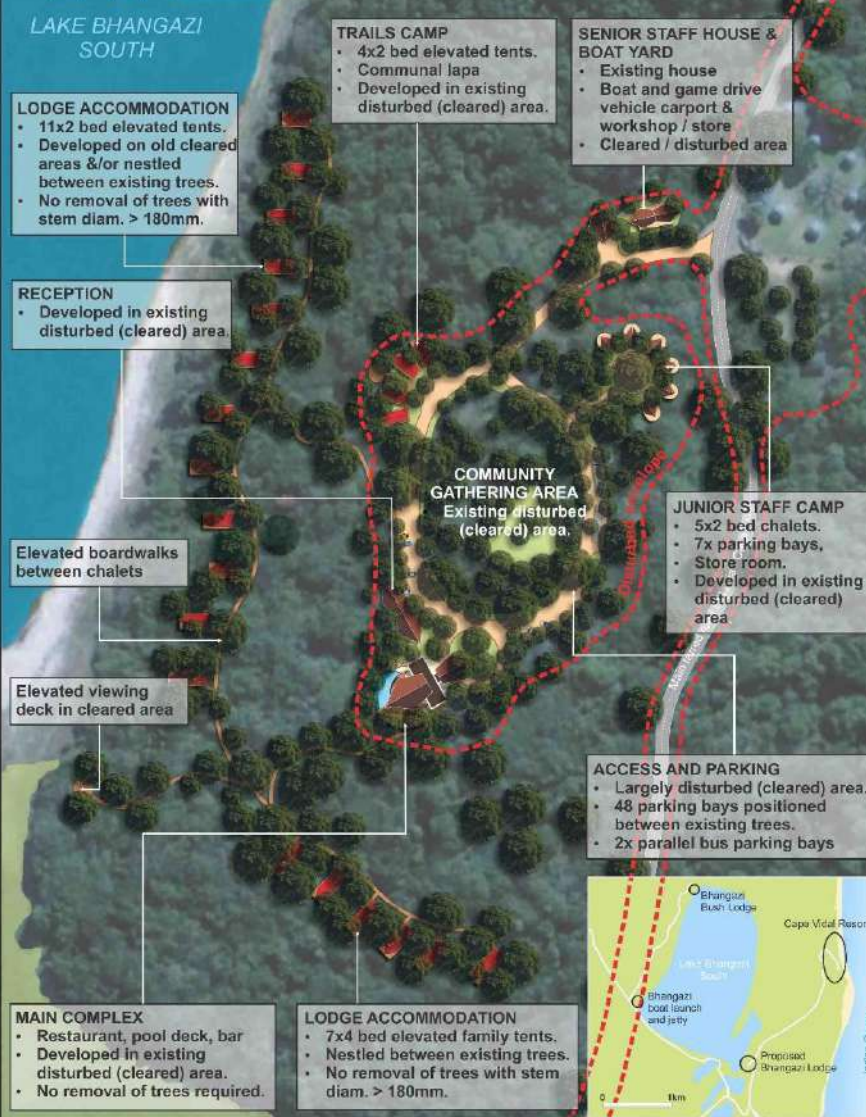 LAKE BHANGAZI
SOUTH
TRAILS CAMP
• 4x2 bed elevated tents.
• Communal lapa
• Developed in existing
disturbed (cleared) area.
SENIOR STAFF HOUSE &
BOAT YARD
• Existing house
• Boat and game drive
vehicle carport &
workshop / store
• Cleared / disturbed area
LODGE ACCOMMODATION
• 11x2 bed elevated tents.
• Developed on old cleared
areas &/or nestled
between existing trees.
• No removal of trees with
stem diam. > 180mm.
RECEPTION
• Developed in existing
disturbed (cleared) area.
COMMUNITY
GATHERING AREA
Existing disturbed
(cleared) area.
Disturbed envelope
JUNIOR STAFF CAMP
• 5x2 bed chalets.
• 7x parking bays,
• Store room.
• Developed in existing
disturbed (cleared)
area
Elevated boardwalks
between chalets
Elevated viewing
deck in cleared area
ACCESS AND PARKING
• Largely disturbed (cleared) area.
• 48 parking bays positioned
between existing trees.
• 2x parallel bus parking bays
MAIN COMPLEX
• Restaurant, pool deck, bar
• Developed in existing
disturbed (cleared) area.
• No removal of trees required.
LODGE ACCOMMODATION
• 7x4 bed elevated family tents.
• Nestled between existing trees.
• No removal of trees with stem
diam. > 180mm.
Bhangazi
Bush Lodge
Cape Vidal Resor
Lake Bhangazi
South
Bhangazi
boat launch
and jetty
Proposed
Bhangazi Lodge
0 1km